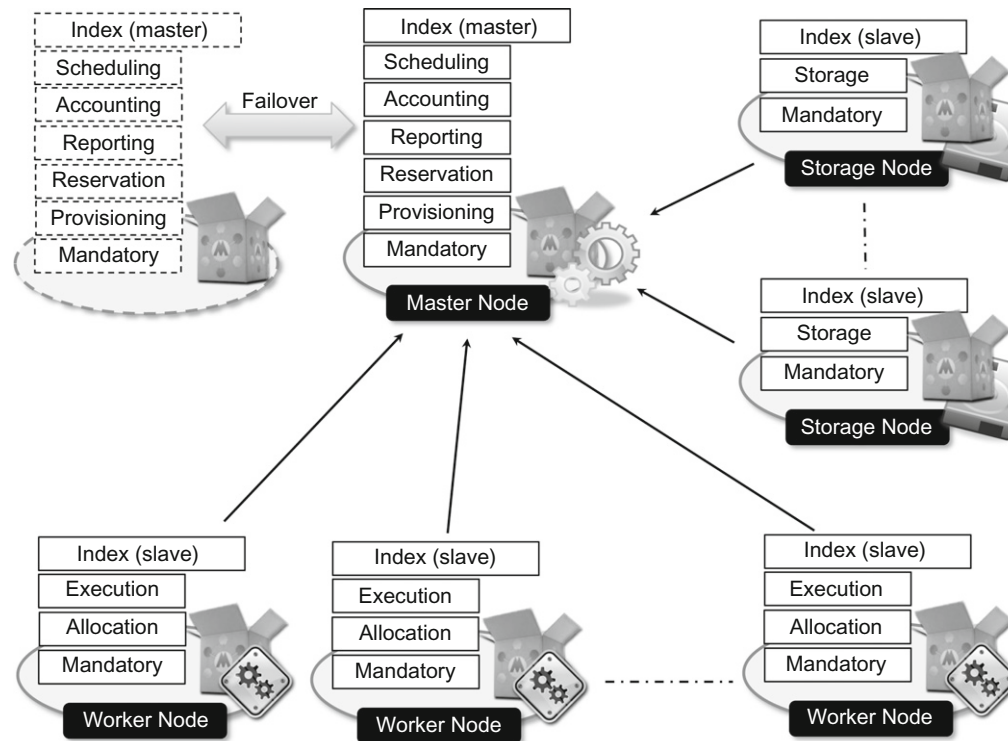 Index (master)
Scheduling
Accounting
Reporting
Reservation
Provisioning
Mandatory
Failover
Index (master)
Scheduling
Accounting
Reporting
Reservation
Provisioning
Mandatory
Master Node
Index (slave)
Storage
Mandatory
Storage Node
Index (slave)
Storage
Mandatory
Storage Node
Index (slave)
Execution
Allocation
Mandatory
Worker Node
Index (slave)
Execution
Allocation
Mandatory
Worker Node
Index (slave)
Execution
Allocation
Mandatory
Worker Node